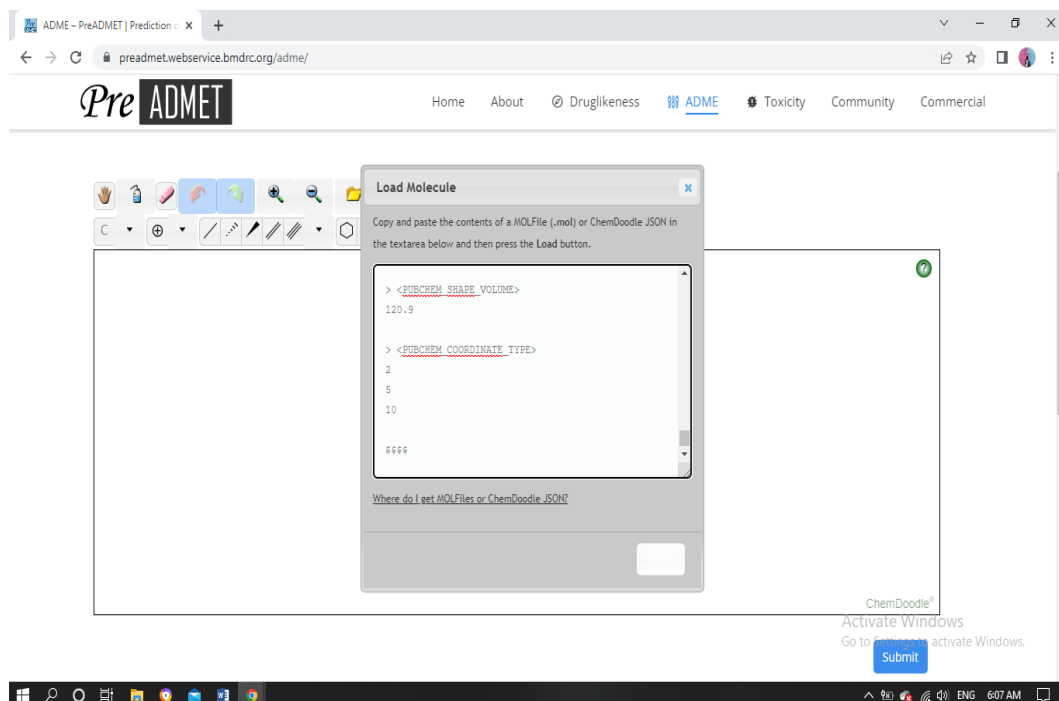 ADME – PreADMET | Prediction o
preadmet.webservice.bmdrc.org/adme/
Pre ADMET
Home About Druglikeness ADME Toxicity Community Commercial
C
Load Molecule
Copy and paste the contents of a MOLFile (.mol) or ChemDoodle JSON in
the textarea below and then press the Load button.
> <PUBCHEM_SHAPE_VOLUME>
120.9
> <PUBCHEM_COORDINATE_TYPE>
2
5
10
$$$$
Where do I get MOLFiles or ChemDoodle JSON?
ChemDoodle®
Activate Windows
Go to Settings to activate Windows.
Submit
ENG 6:07 AM